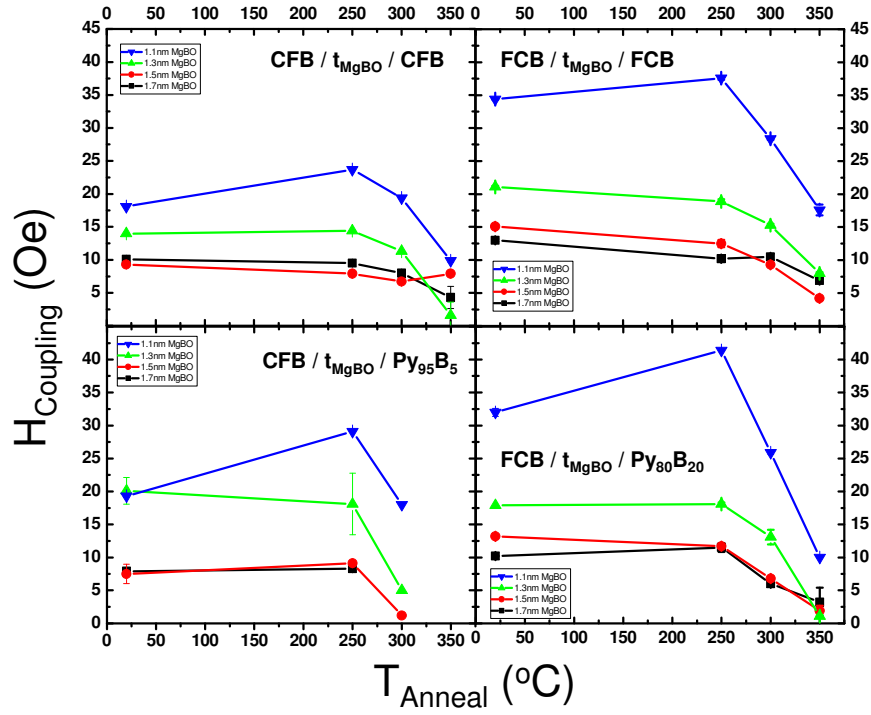 0 50 100 150 200 250 300 350
0 50 100 150 200 250 300 350
45
40
35
30
25
20
15
10
5
1.1nm MgBO
1.3nm MgBO
1.5nm MgBO
1.7nm MgBO
CFB / tMgBO / CFB
FCB / tMgBO / FCB
1.1nm MgBO
1.3nm MgBO
1.5nm MgBO
1.7nm MgBO
45
40
35
30
25
20
15
10
5
HCoupling (Oe)
40
35
30
25
20
15
10
5
0
1.1nm MgBO
1.3nm MgBO
1.5nm MgBO
1.7nm MgBO
CFB / tMgBO / Py95B5
FCB / tMgBO / Py80B20
1.1nm MgBO
1.3nm MgBO
1.5nm MgBO
1.7nm MgBO
40
35
30
25
20
15
10
5
0
0 50 100 150 200 250 300 350
0 50 100 150 200 250 300 350
TAnneal (oC)